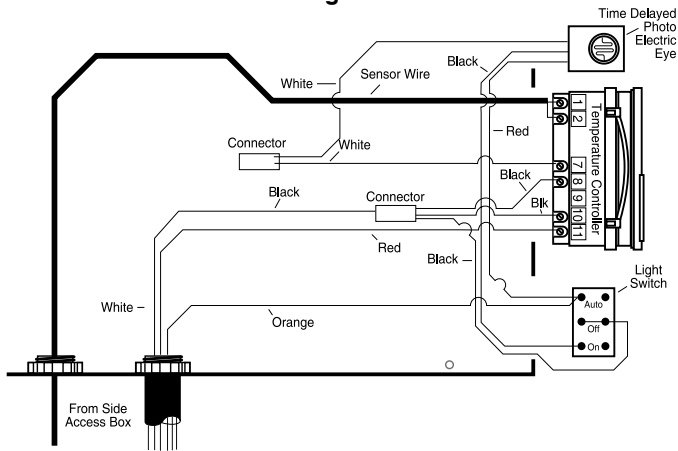 g
Time Delayed
Photo
Electric
Eye
Black
White
Sensor Wire
Red
1
2
Temperature Controller
Connector
White
7
Black
8
Black
Connector
9
Blk
10
11
Red
Black
Light
Switch
White
Auto
Orange
Off
On
From Side
Access Box